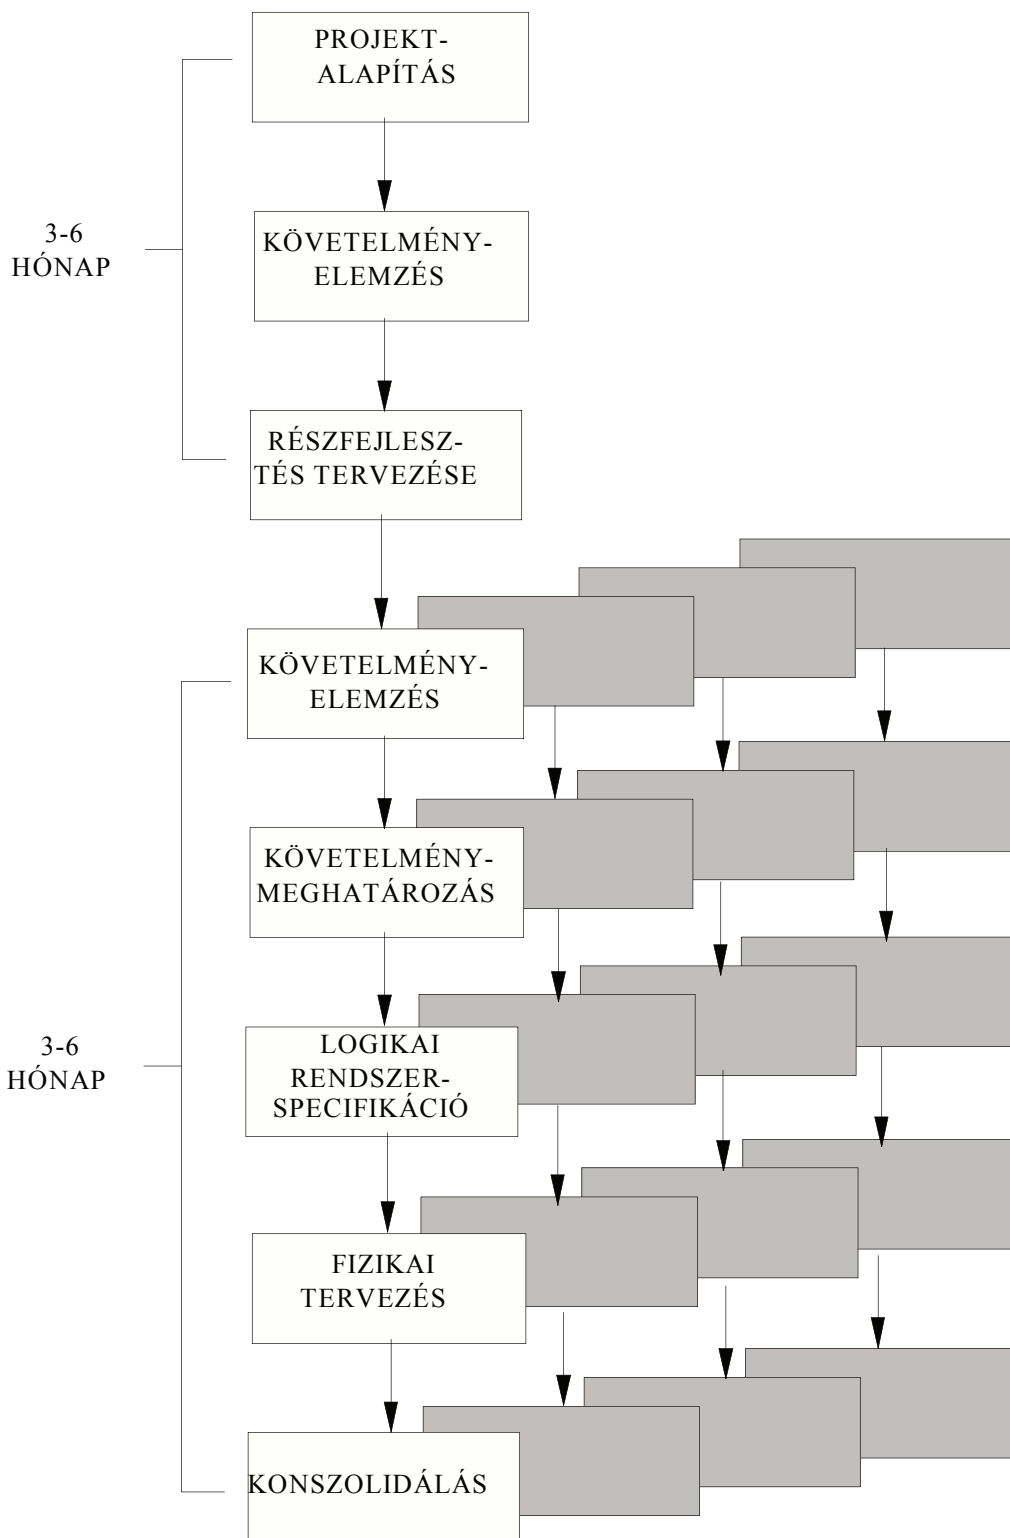 PROJEKT-
ALAPÍTÁS
3-6
HÓNAP
KÖVETELMÉNY-
ELEMZÉS
RÉSZFEJLESZ-
TÉS TERVEZÉSE
KÖVETELMÉNY-
ELEMZÉS
KÖVETELMÉNY-
MEGHATÁROZÁS
3-6
HÓNAP
LOGIKAI
RENDSZER-
SPECIFIKÁCIÓ
FIZIKAI
TERVEZÉS
KONSZOLIDÁLÁS